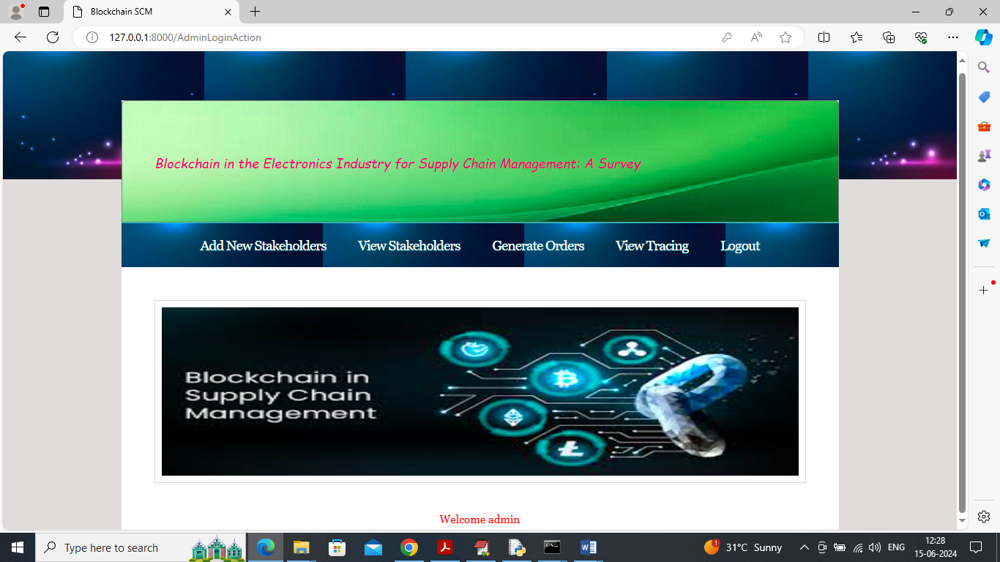 Blockchain SCM
127.0.0.1:8000/AdminLoginAction
Blockchain in the Electronics Industry for Supply Chain Management: A Survey
Add New Stakeholders View Stakeholders Generate Orders View Tracing Logout
Blockchain in
Supply Chain
Management
Welcome admin
Type here to search
1
31°C Sunny
ENG
12:28
15-06-2024